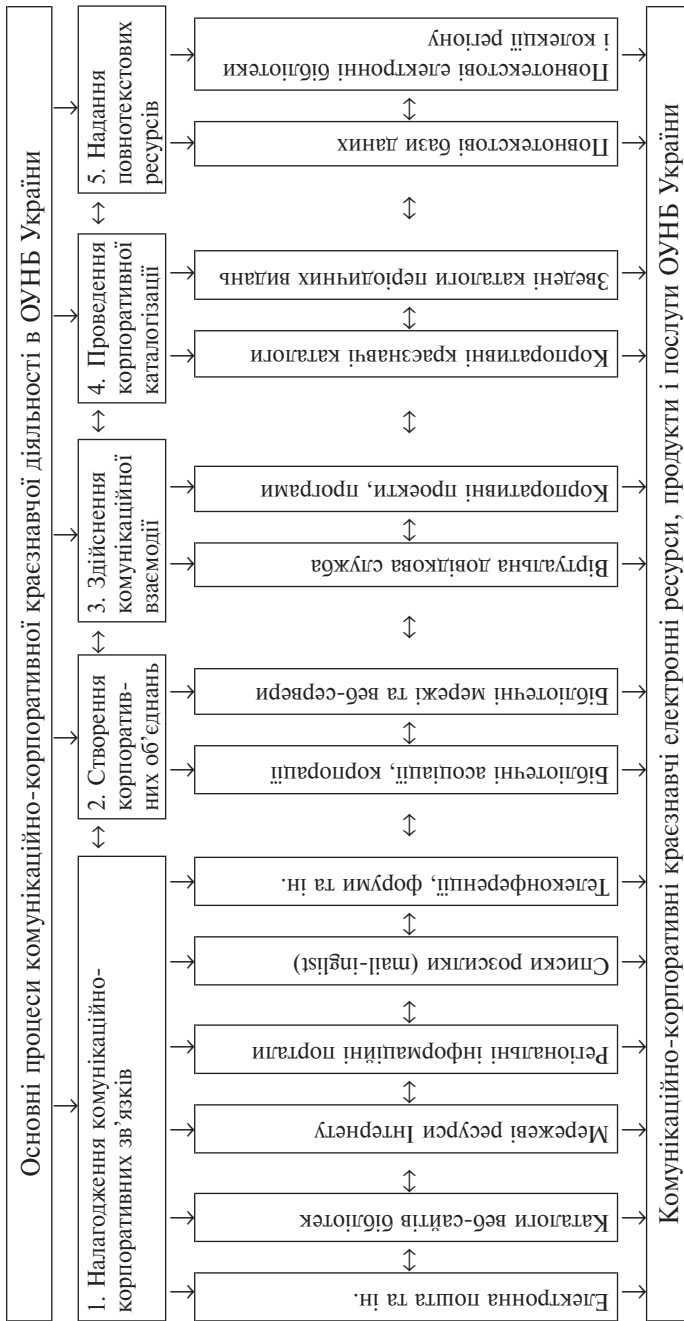 Основні процеси комунікаційно-корпоративної краєзнавчої діяльності в ОУНБ України
1. Налагодження комунікаційно-
корпоративних зв’язків
2. Створення
корпоратив-
них об’єднань
3. Здійснення
комунікаційної
взаємодії
4. Проведення
корпоративної
каталогізації
5. Надання
повнотекстових
ресурсів
Електронна пошта та ін.
Каталоги веб-сайтів бібліотек
Мережеві ресурси Інтернету
Регіональні інформаційні портали
Списки розсилки (mail-inglist)
Телеконференції, форуми та ін.
Бібліотечні асоціації, корпорації
Бібліотечні мережі та веб-сервери
Віртуальна довідкова служба
Корпоративні проекти, програми
Корпоративні краєзнавчі каталоги
Зведені каталоги періодичних видань
Повнотекстові бази даних
Повнотекстові електронні бібліотеки
і колекції регіону
Комунікаційно-корпоративні краєзнавчі електронні ресурси, продукти і послуги ОУНБ України